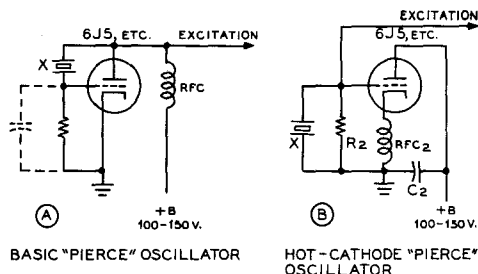 6J5, ETC.
EXCITATION
X
RFC
+B
100-150 V.
A
BASIC "PIERCE" OSCILLATOR
EXCITATION
6J5, ETC.
X
R2
RFC2
C2
+B
100-150V.
B
HOT-CATHODE "PIERCE"
OSCILLATOR